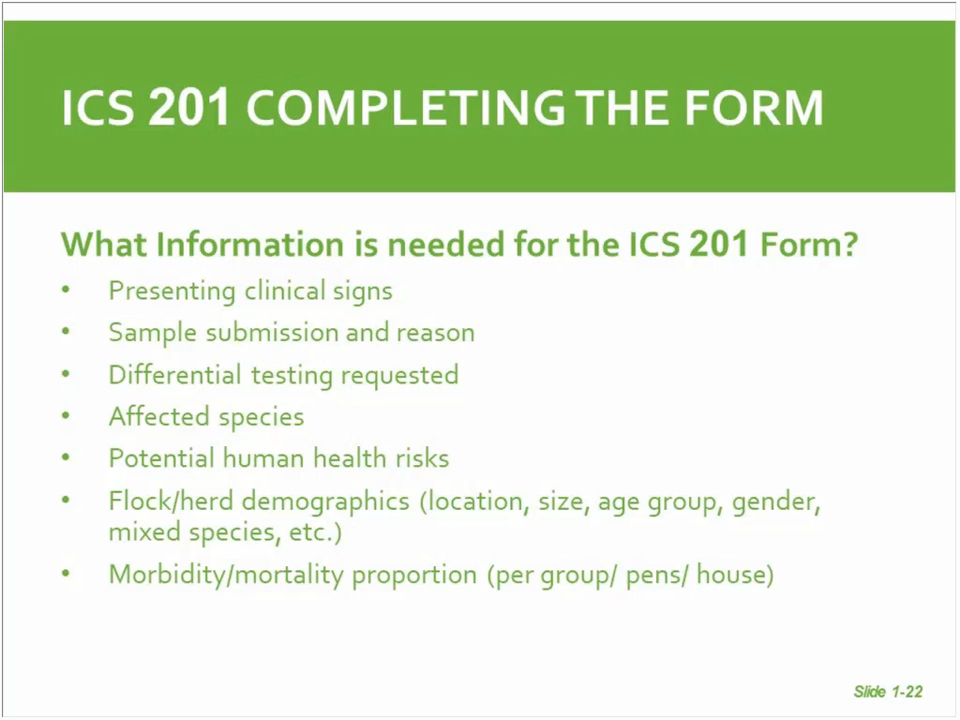 ICS 201 COMPLETING THE FORM
What Information is needed for the ICS 201 Form?
• Presenting clinical signs
• Sample submission and reason
• Differential testing requested
• Affected species
• Potential human health risks
• Flock/herd demographics (location, size, age group, gender,
mixed species, etc.)
• Morbidity/mortality proportion (per group/ pens/ house)
Slide 1-22